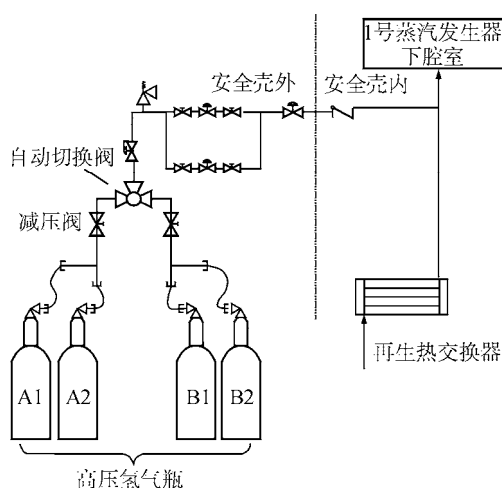 1号蒸汽发生器
下腔室
安全壳外
安全壳内
自动切换阀
减压阀
再生热交换器
A1
A2
B1
B2
高压氢气瓶